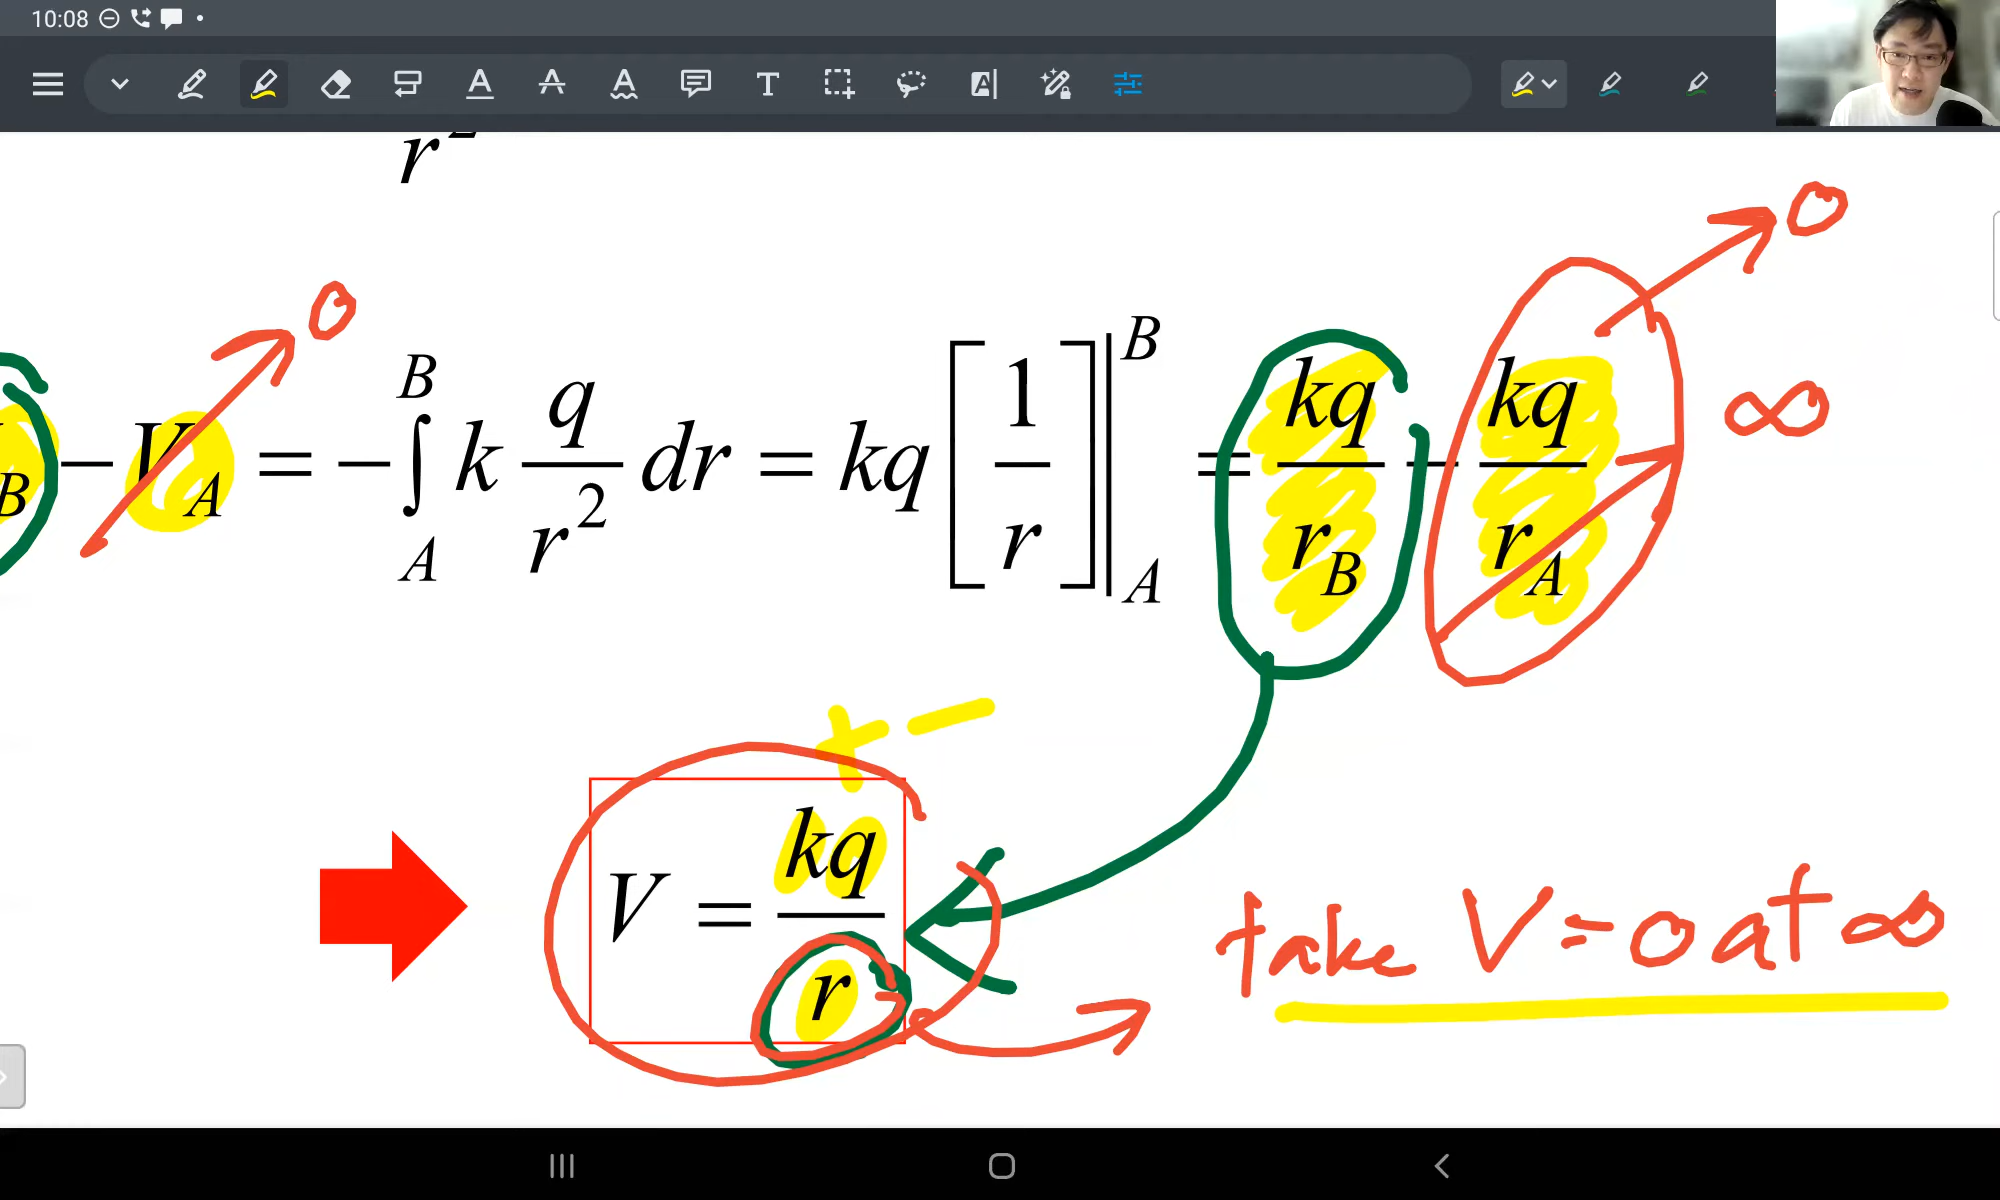 10:08
A A A T A
r²
0
0
B − V_A = − ∫_A^B k q/r² dr = kq [1/r] |_A^B = kq/r_B − kq/r_A ∞
+ −
V = kq/r
take V=0 at ∞